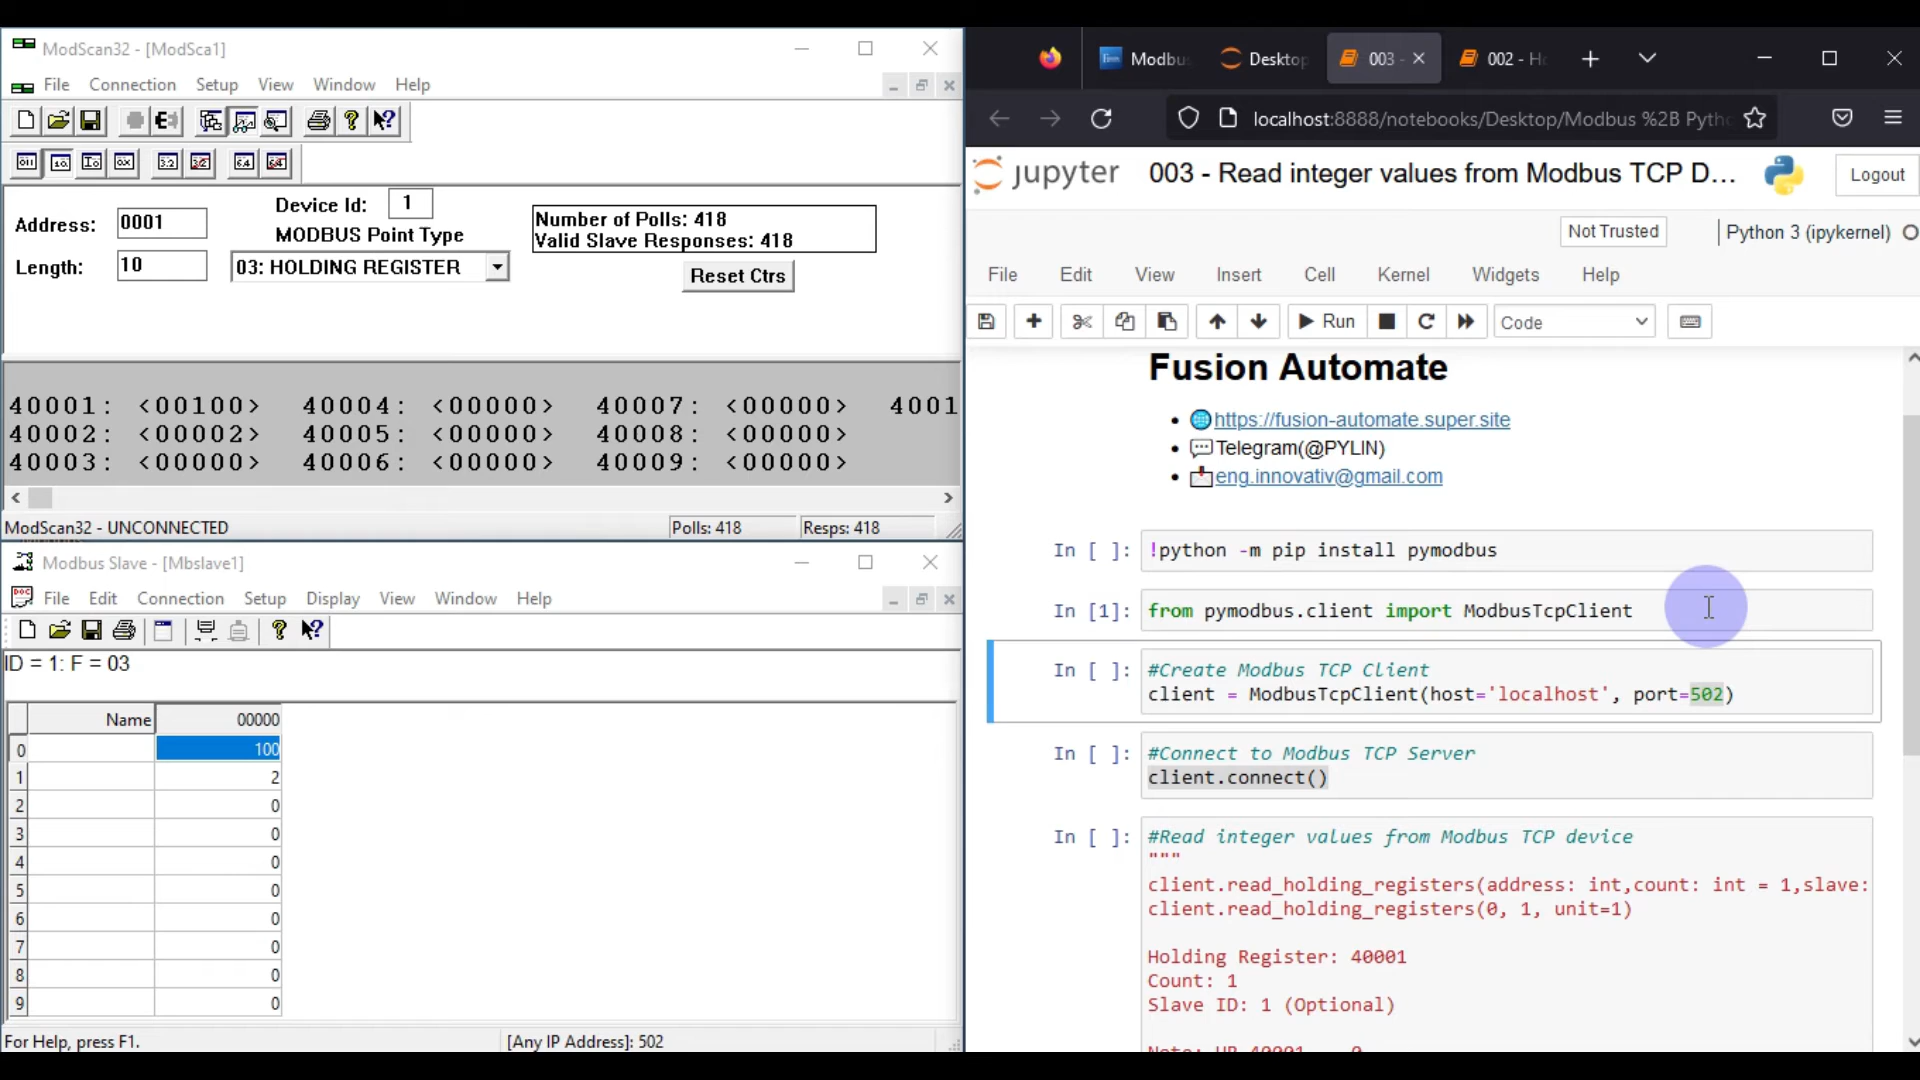 ModScan32 - [ModSca1]
File Connection Setup View Window Help
Address: 0001
Device Id: 1
MODBUS Point Type
Length: 10
03: HOLDING REGISTER
Number of Polls: 418
Valid Slave Responses: 418
Reset Ctrs
40001: <00100> 40004: <00000> 40007: <00000> 4001
40002: <00002> 40005: <00000> 40008: <00000>
40003: <00000> 40006: <00000> 40009: <00000>
ModScan32 - UNCONNECTED Polls: 418 Resps: 418
Modbus Slave - [Mbslave1]
File Edit Connection Setup Display View Window Help
ID = 1: F = 03
Name 00000
0 100
1 2
2 0
3 0
4 0
5 0
6 0
7 0
8 0
9 0
For Help, press F1. [Any IP Address]: 502
Modbu Desktop 003 - 002 - H
localhost:8888/notebooks/Desktop/Modbus %2B Pyth
jupyter 003 - Read integer values from Modbus TCP D... Logout
Not Trusted Python 3 (ipykernel)
File Edit View Insert Cell Kernel Widgets Help
Run Code
Fusion Automate
• https://fusion-automate.super.site
• Telegram(@PYLIN)
• eng.innovativ@gmail.com
In [ ]: !python -m pip install pymodbus
In [1]: from pymodbus.client import ModbusTcpClient
In [ ]: #Create Modbus TCP Client
client = ModbusTcpClient(host='localhost', port=502)
In [ ]: #Connect to Modbus TCP Server
client.connect()
In [ ]: #Read integer values from Modbus TCP device
"""
client.read_holding_registers(address: int,count: int = 1,slave:
client.read_holding_registers(0, 1, unit=1)
Holding Register: 40001
Count: 1
Slave ID: 1 (Optional)